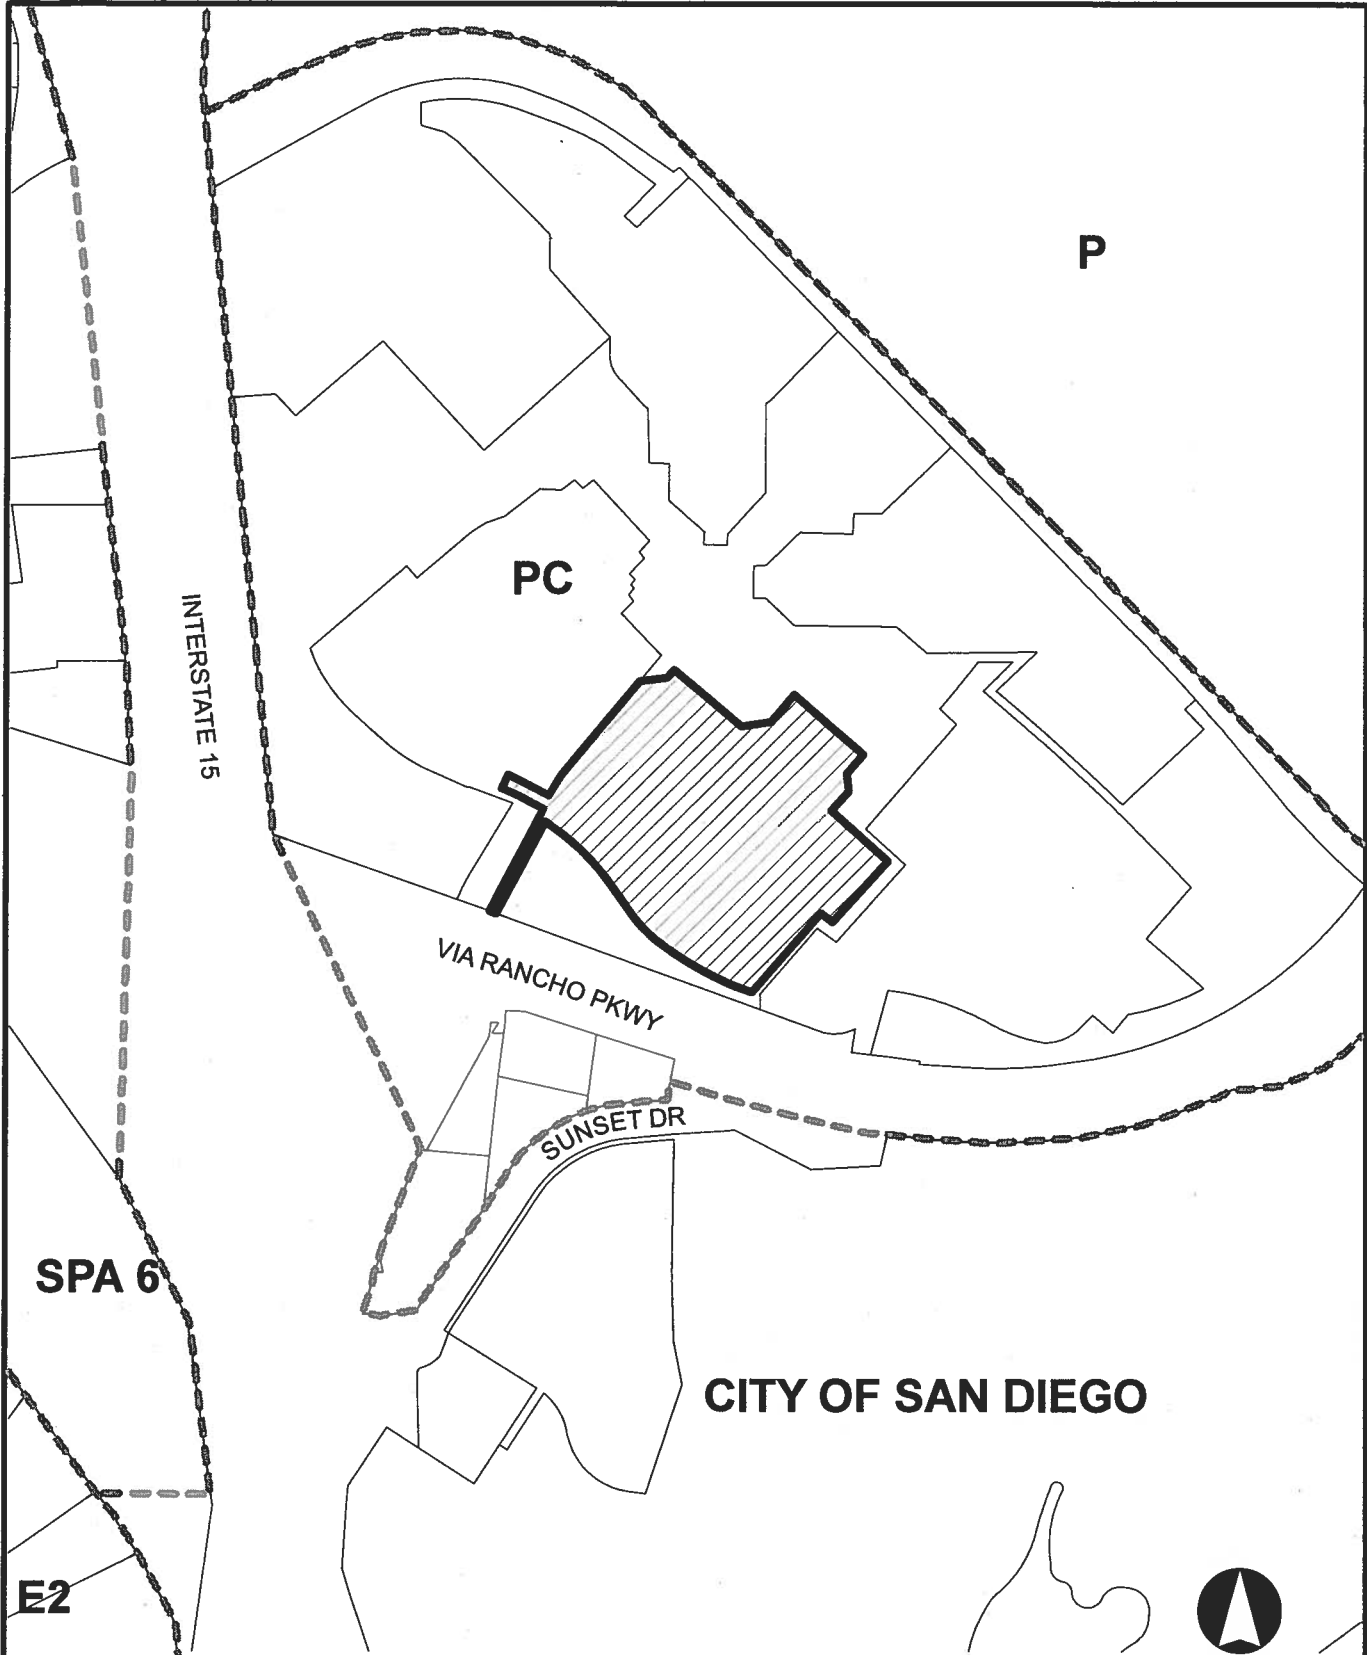 P
PC
INTERSTATE 15
VIA RANCHO PKWY
SUNSET DR
SPA 6
CITY OF SAN DIEGO
E2